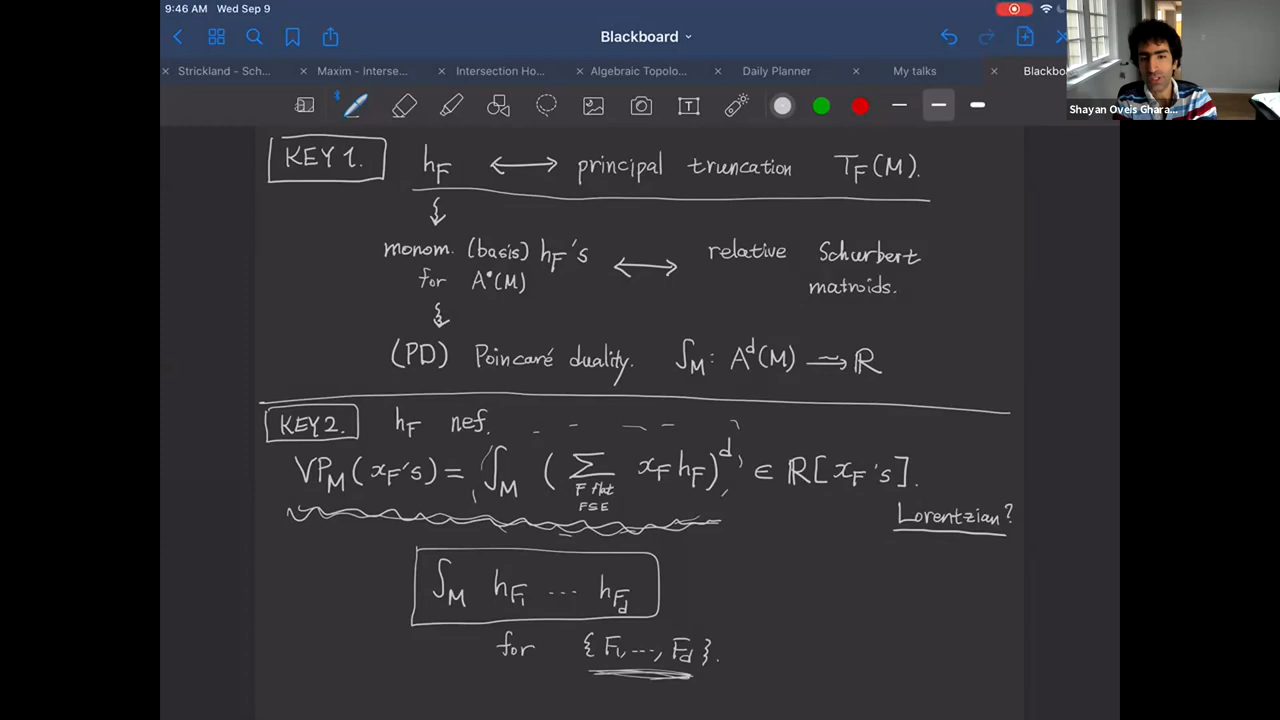 9:46 AM Wed Sep 9
Blackboard
Strickland - Sch... Maxim - Interse... Intersection Ho... Algebraic Topolo... Daily Planner My talks Blackbo
Shayan Oveis Ghara...
KEY 1. h_F ⟷ principal truncation T_F(M).
monom. (basis) h_F's ⟷ relative Schurbert
for A•(M) matroids.
(PD) Poincaré duality. ∫_M : A^d(M) ⥲ ℝ
KEY 2. h_F nef.
VP_M(x_F's) = ∫_M ( ∑ x_F h_F )^d ∈ ℝ[x_F's].
F flat
F⊆E
Lorentzian?
∫_M h_{F_1} ... h_{F_d}
for {F_1, ..., F_d}.